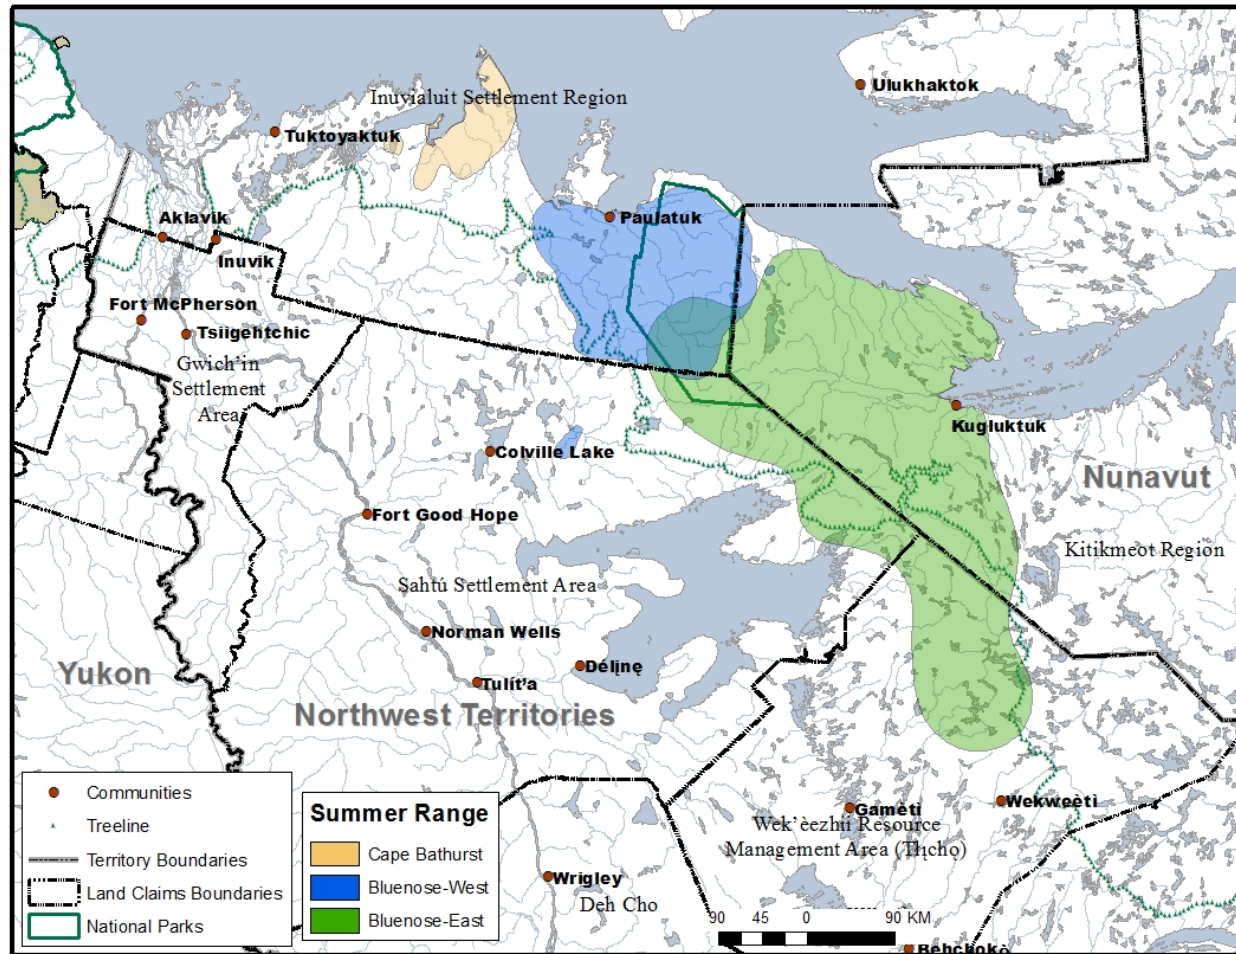 Ulukhaktok
Inuvialuit Settlement Region
Tuktoyaktuk
Aklavik
Paulatuk
Inuvik
Fort McPherson
Tsiigehtchic
Gwich'in
Settlement
Area
Kugluktuk
Colville Lake
Nunavut
Fort Good Hope
Kitikmeot Region
Sahtú Settlement Area
Norman Wells
Délįnę
Yukon
Tulít'a
Northwest Territories
Communities
Treeline
Territory Boundaries
Land Claims Boundaries
National Parks
Summer Range
Cape Bathurst
Bluenose-West
Bluenose-East
Gamètì
Wekweètì
Wek'èezhìi Resource
Management Area (Tłı̨chǫ)
Wrigley
Deh Cho
90 45 0 90 KM
Behchokǫ̀